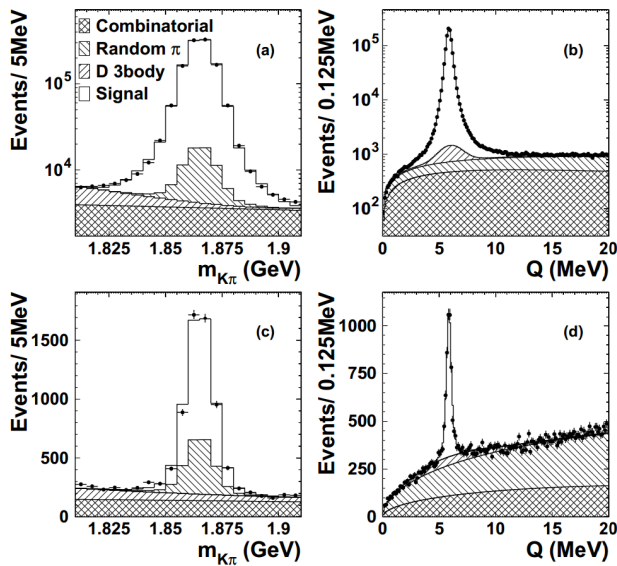 Combinatorial
Random π
D 3body
Signal
(a)
Events/ 5MeV
10⁵
10⁴
1.825 1.85 1.875 1.9
m_Kπ (GeV)
(b)
Events/ 0.125MeV
10⁵
10⁴
10³
10²
0 5 10 15 20
Q (MeV)
(c)
Events/ 5MeV
1500
1000
500
0
1.825 1.85 1.875 1.9
m_Kπ (GeV)
(d)
Events/ 0.125MeV
1000
750
500
250
0
0 5 10 15 20
Q (MeV)